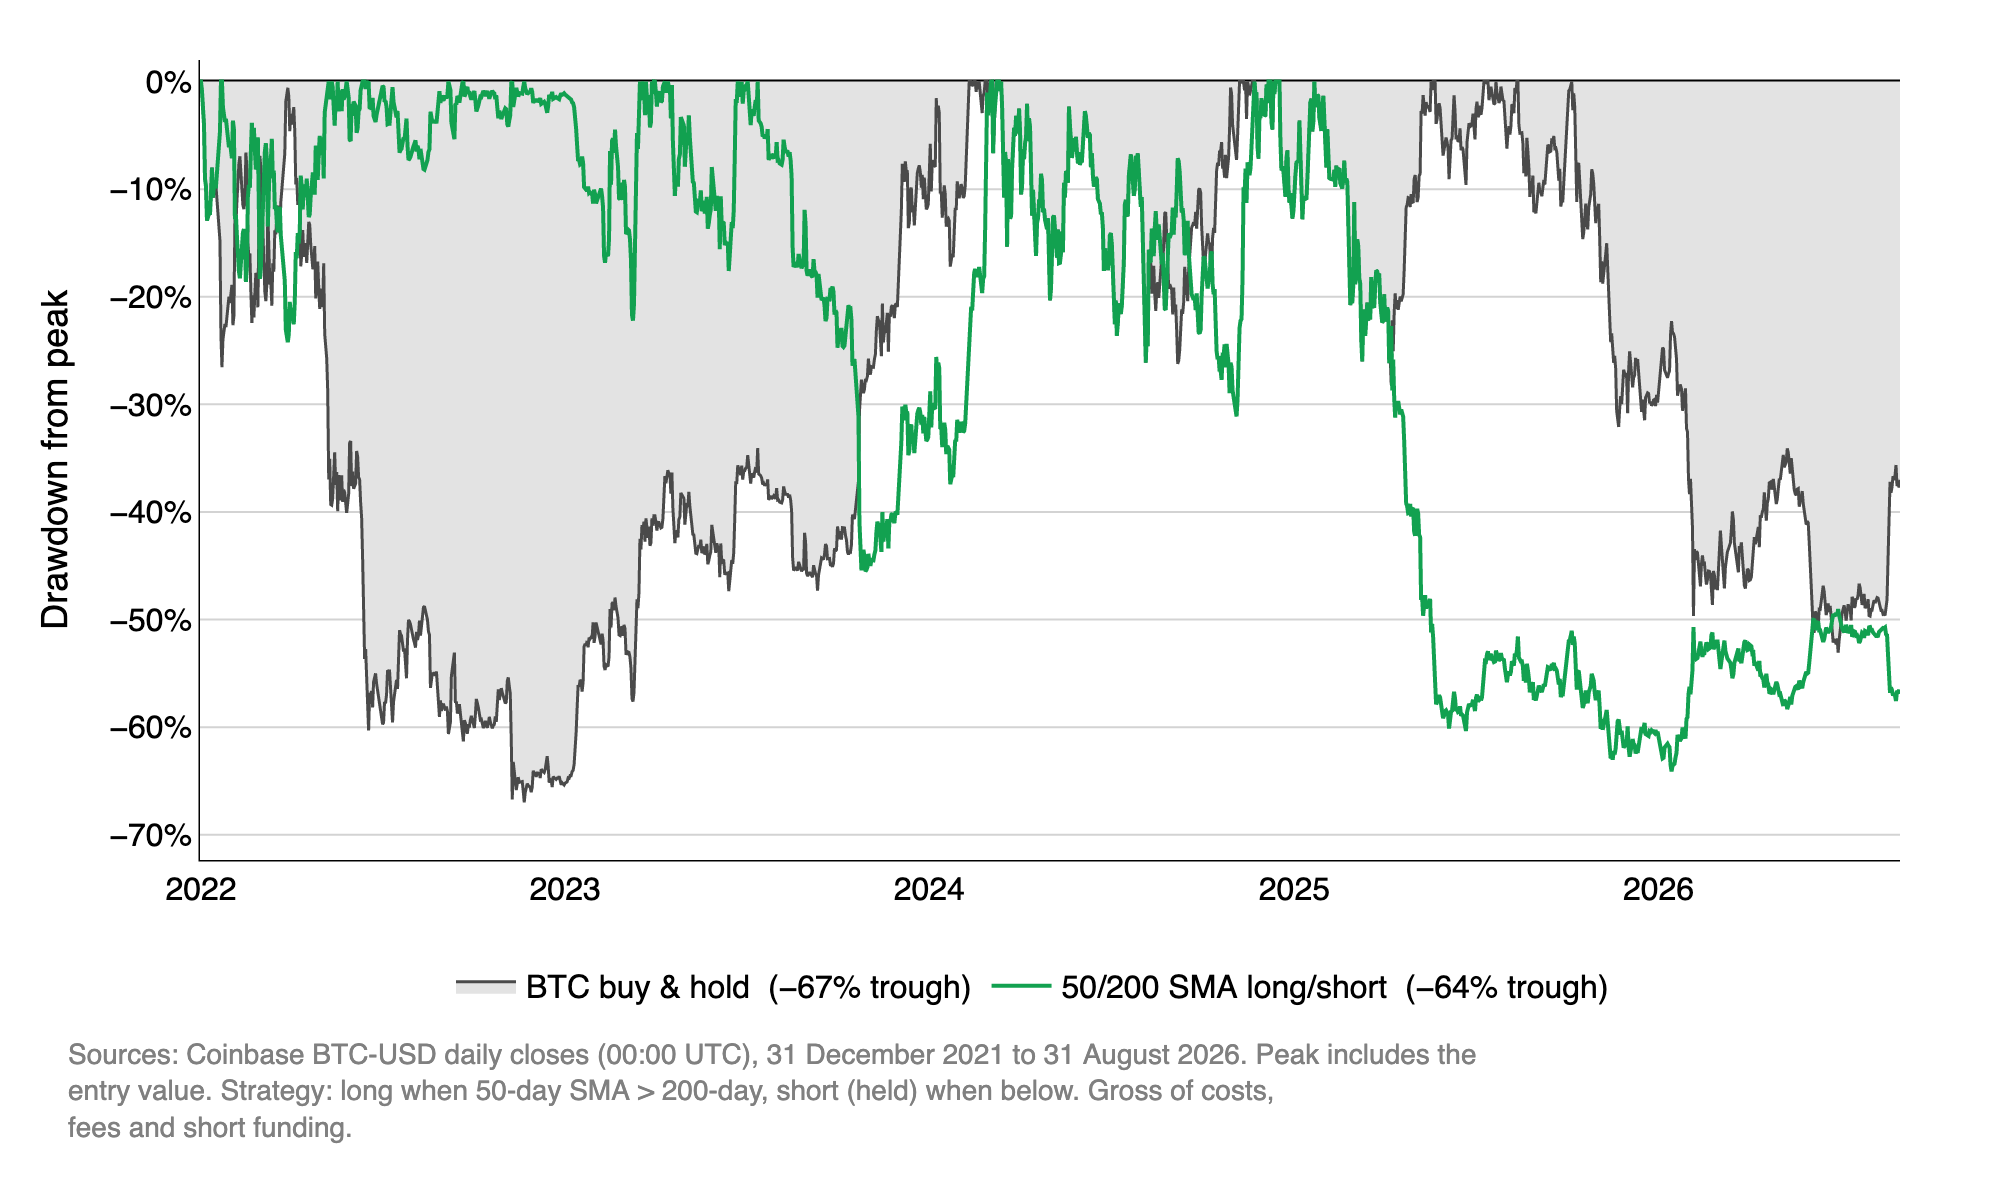 0%
−10%
−20%
−30%
−40%
−50%
−60%
−70%
Drawdown from peak
2022 2023 2024 2025 2026
BTC buy & hold (−67% trough) 50/200 SMA long/short (−64% trough)
Sources: Coinbase BTC-USD daily closes (00:00 UTC), 31 December 2021 to 31 August 2026. Peak includes the
entry value. Strategy: long when 50-day SMA > 200-day, short (held) when below. Gross of costs,
fees and short funding.